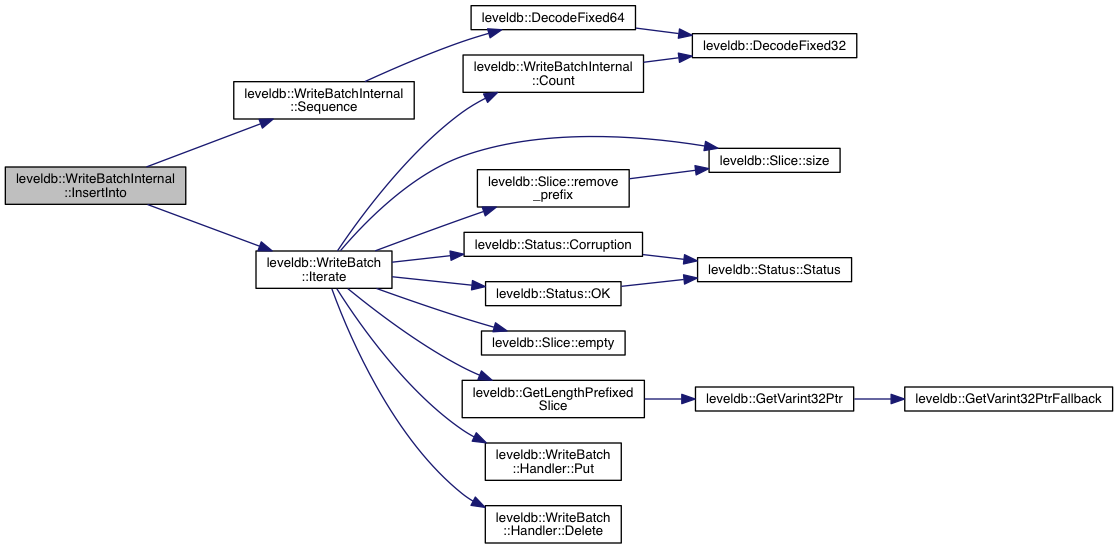 leveldb::WriteBatchInternal
::InsertInto
leveldb::WriteBatchInternal
::Sequence
leveldb::WriteBatch
::Iterate
leveldb::DecodeFixed64
leveldb::WriteBatchInternal
::Count
leveldb::Slice::remove
_prefix
leveldb::Status::Corruption
leveldb::Status::OK
leveldb::Slice::empty
leveldb::GetLengthPrefixed
Slice
leveldb::WriteBatch
::Handler::Put
leveldb::WriteBatch
::Handler::Delete
leveldb::DecodeFixed32
leveldb::Slice::size
leveldb::Status::Status
leveldb::GetVarint32Ptr
leveldb::GetVarint32PtrFallback